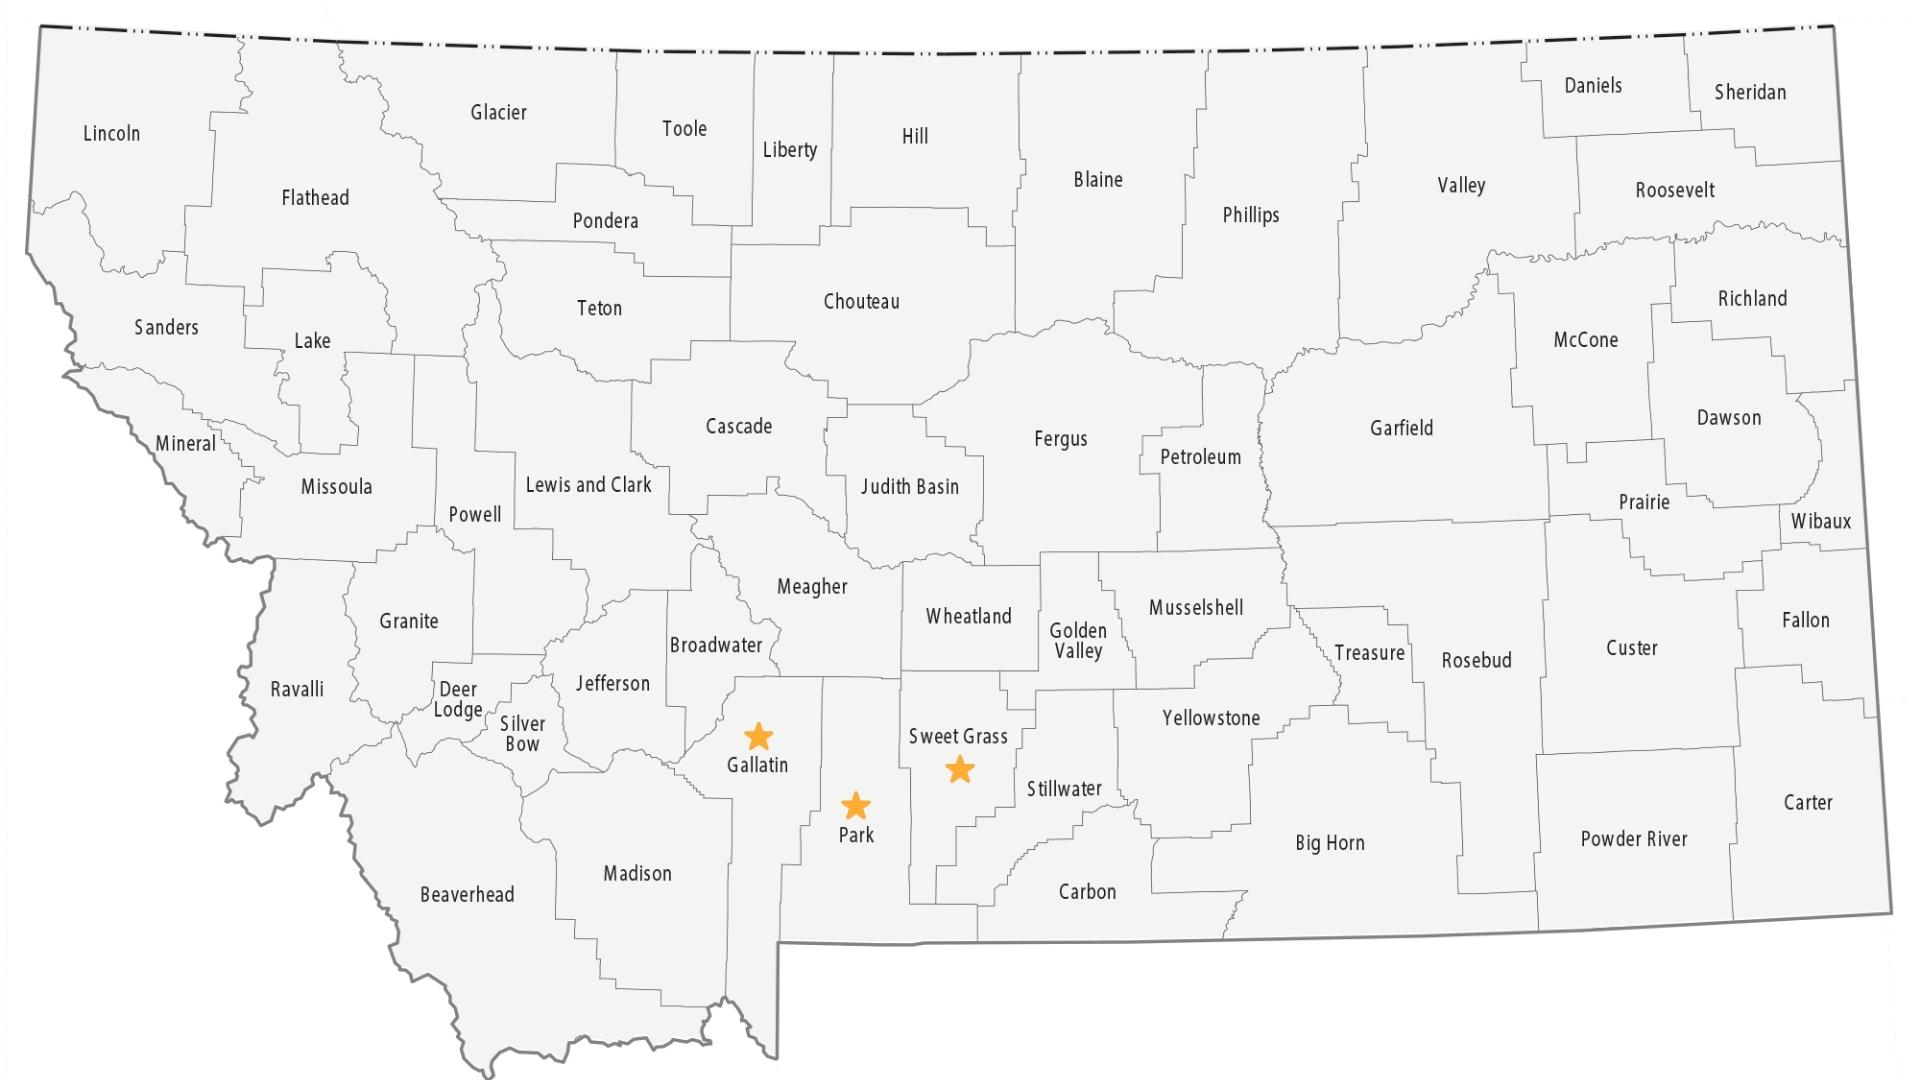 Daniels
Sheridan
Glacier
Toole
Lincoln
Hill
Liberty
Blaine
Valley
Roosevelt
Flathead
Phillips
Pondera
Richland
Chouteau
Teton
Sanders
Lake
McCone
Dawson
Cascade
Garfield
Fergus
Mineral
Petroleum
Missoula
Lewis and Clark
Judith Basin
Prairie
Powell
Wibaux
Meagher
Musselshell
Wheatland
Granite
Fallon
Golden
Valley
Broadwater
Custer
Treasure
Rosebud
Jefferson
Ravalli
Deer
Lodge
Yellowstone
Silver
Bow
Sweet Grass
Gallatin
Stillwater
Carter
Park
Powder River
Big Horn
Madison
Carbon
Beaverhead